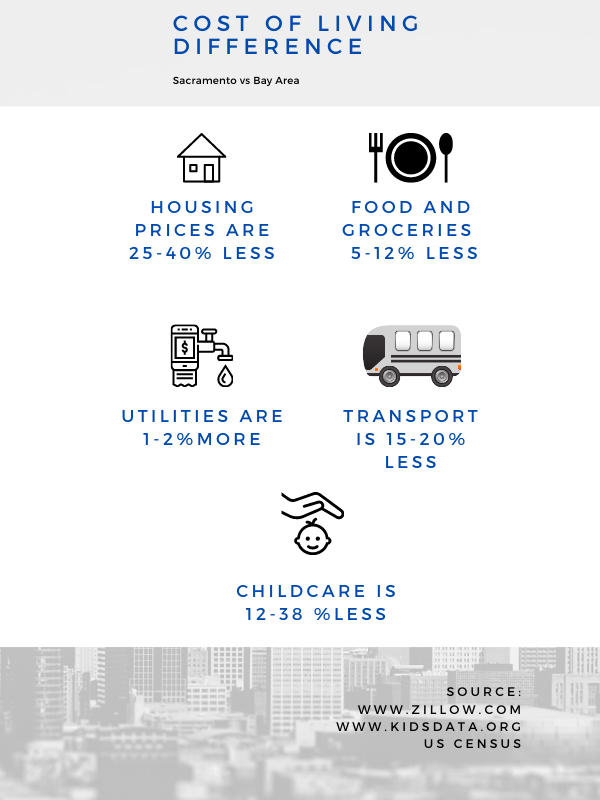 COST OF LIVING
DIFFERENCE
Sacramento vs Bay Area
HOUSING
PRICES ARE
25-40% LESS
FOOD AND
GROCERIES
5-12% LESS
$
UTILITIES ARE
1-2%MORE
TRANSPORT
IS 15-20%
LESS
CHILDCARE IS
12-38 %LESS
SOURCE:
WWW.ZILLOW.COM
WWW.KIDSDATA.ORG
US CENSUS